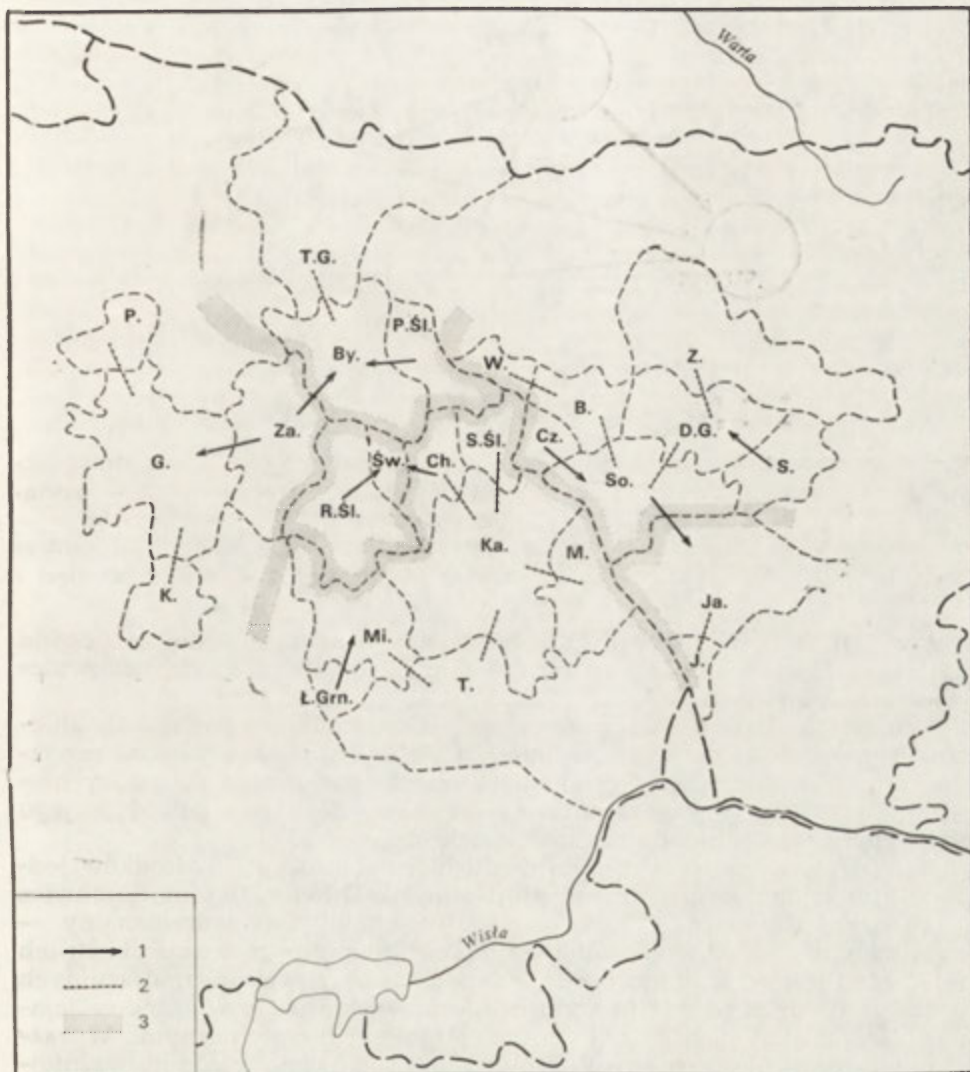 Warta
T.G.
P.
P.Śl.
By.
W.
Z.
B.
Za.
D.G.
G.
Św.
Ch.
S.Śl.
Cz.
So.
S.
R.Śl.
Ka.
M.
K.
Ja.
Mi.
J.
Ł.Grn.
T.
Wisła
1
2
3